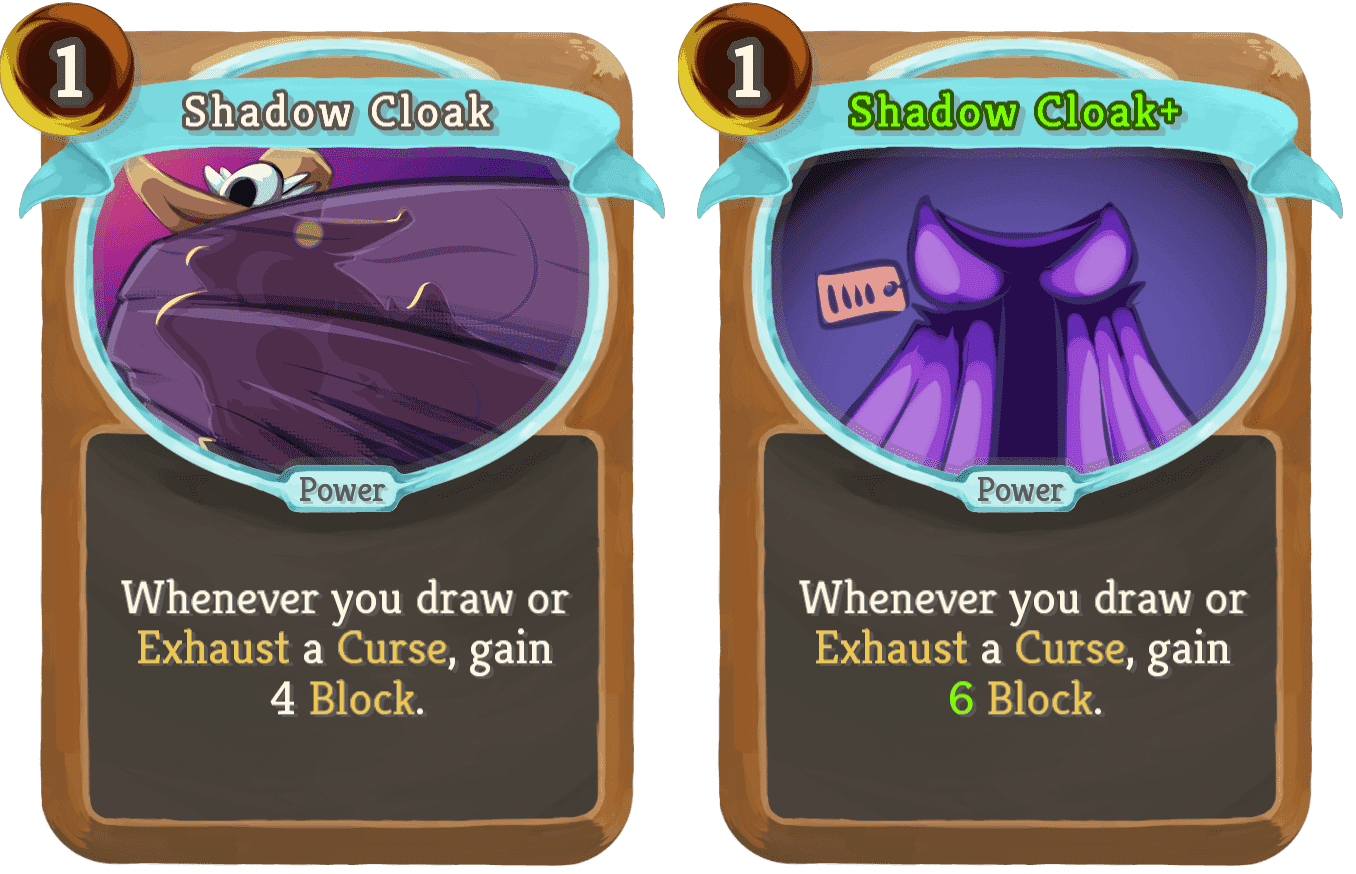 1
Shadow Cloak
Power
Whenever you draw or
Exhaust a Curse, gain
4 Block.
1
Shadow Cloak+
Power
Whenever you draw or
Exhaust a Curse, gain
6 Block.